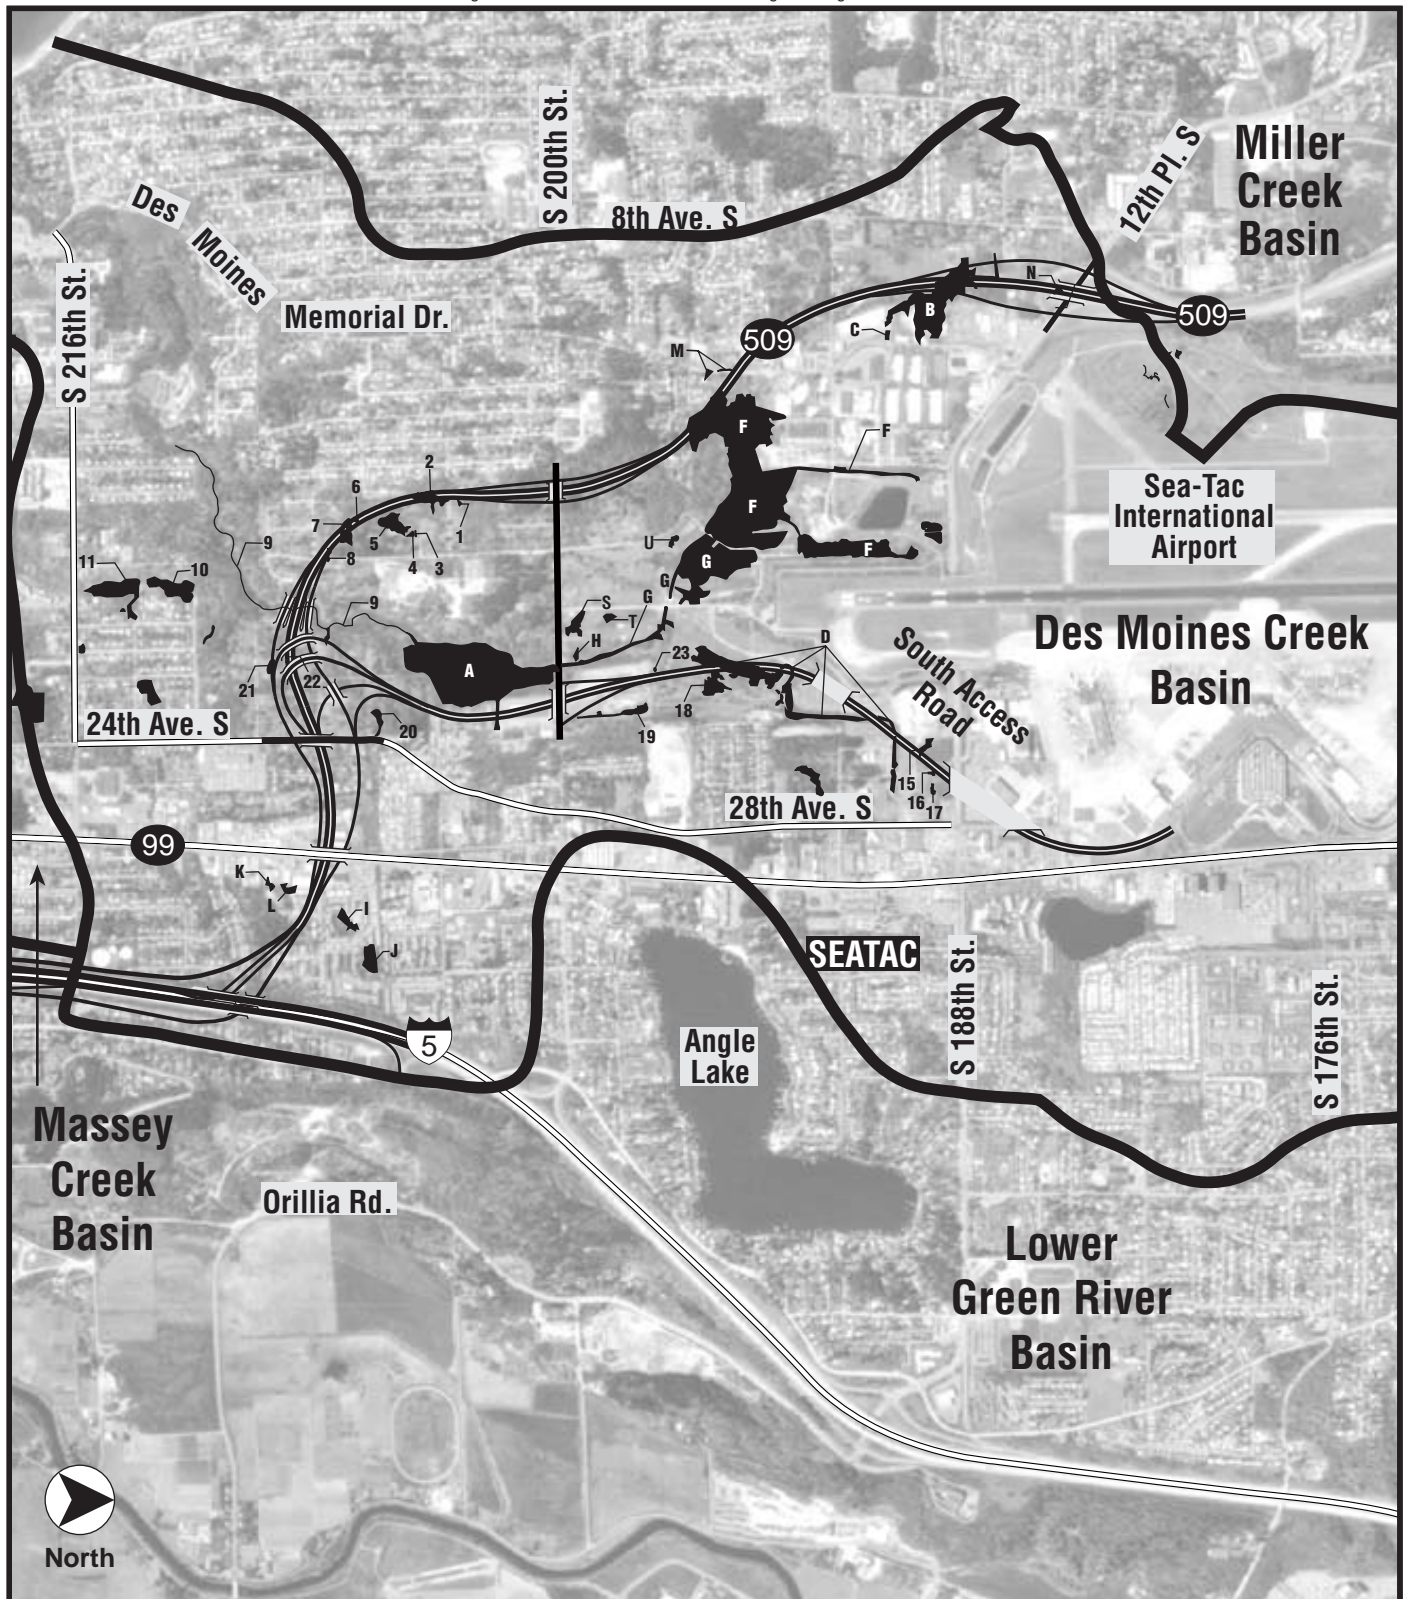 S 200th St.
12th Pl. S
Miller
Creek
Basin
Des
Moines
8th Ave. S
S 216th St.
Memorial Dr.
N
B
C
509
509
M
F
F
2
6
7
5
4
3
1
8
9
F
F
U
G
G
G
Sea-Tac
International
Airport
11
10
9
S
T
H
A
23
D
South Access
Road
Des Moines Creek
Basin
21
22
18
24th Ave. S
20
19
15
16
17
28th Ave. S
99
K
L
I
J
SEATAC
S 188th St.
S 176th St.
5
Angle
Lake
Massey
Creek
Basin
Orillia Rd.
Lower
Green River
Basin
North